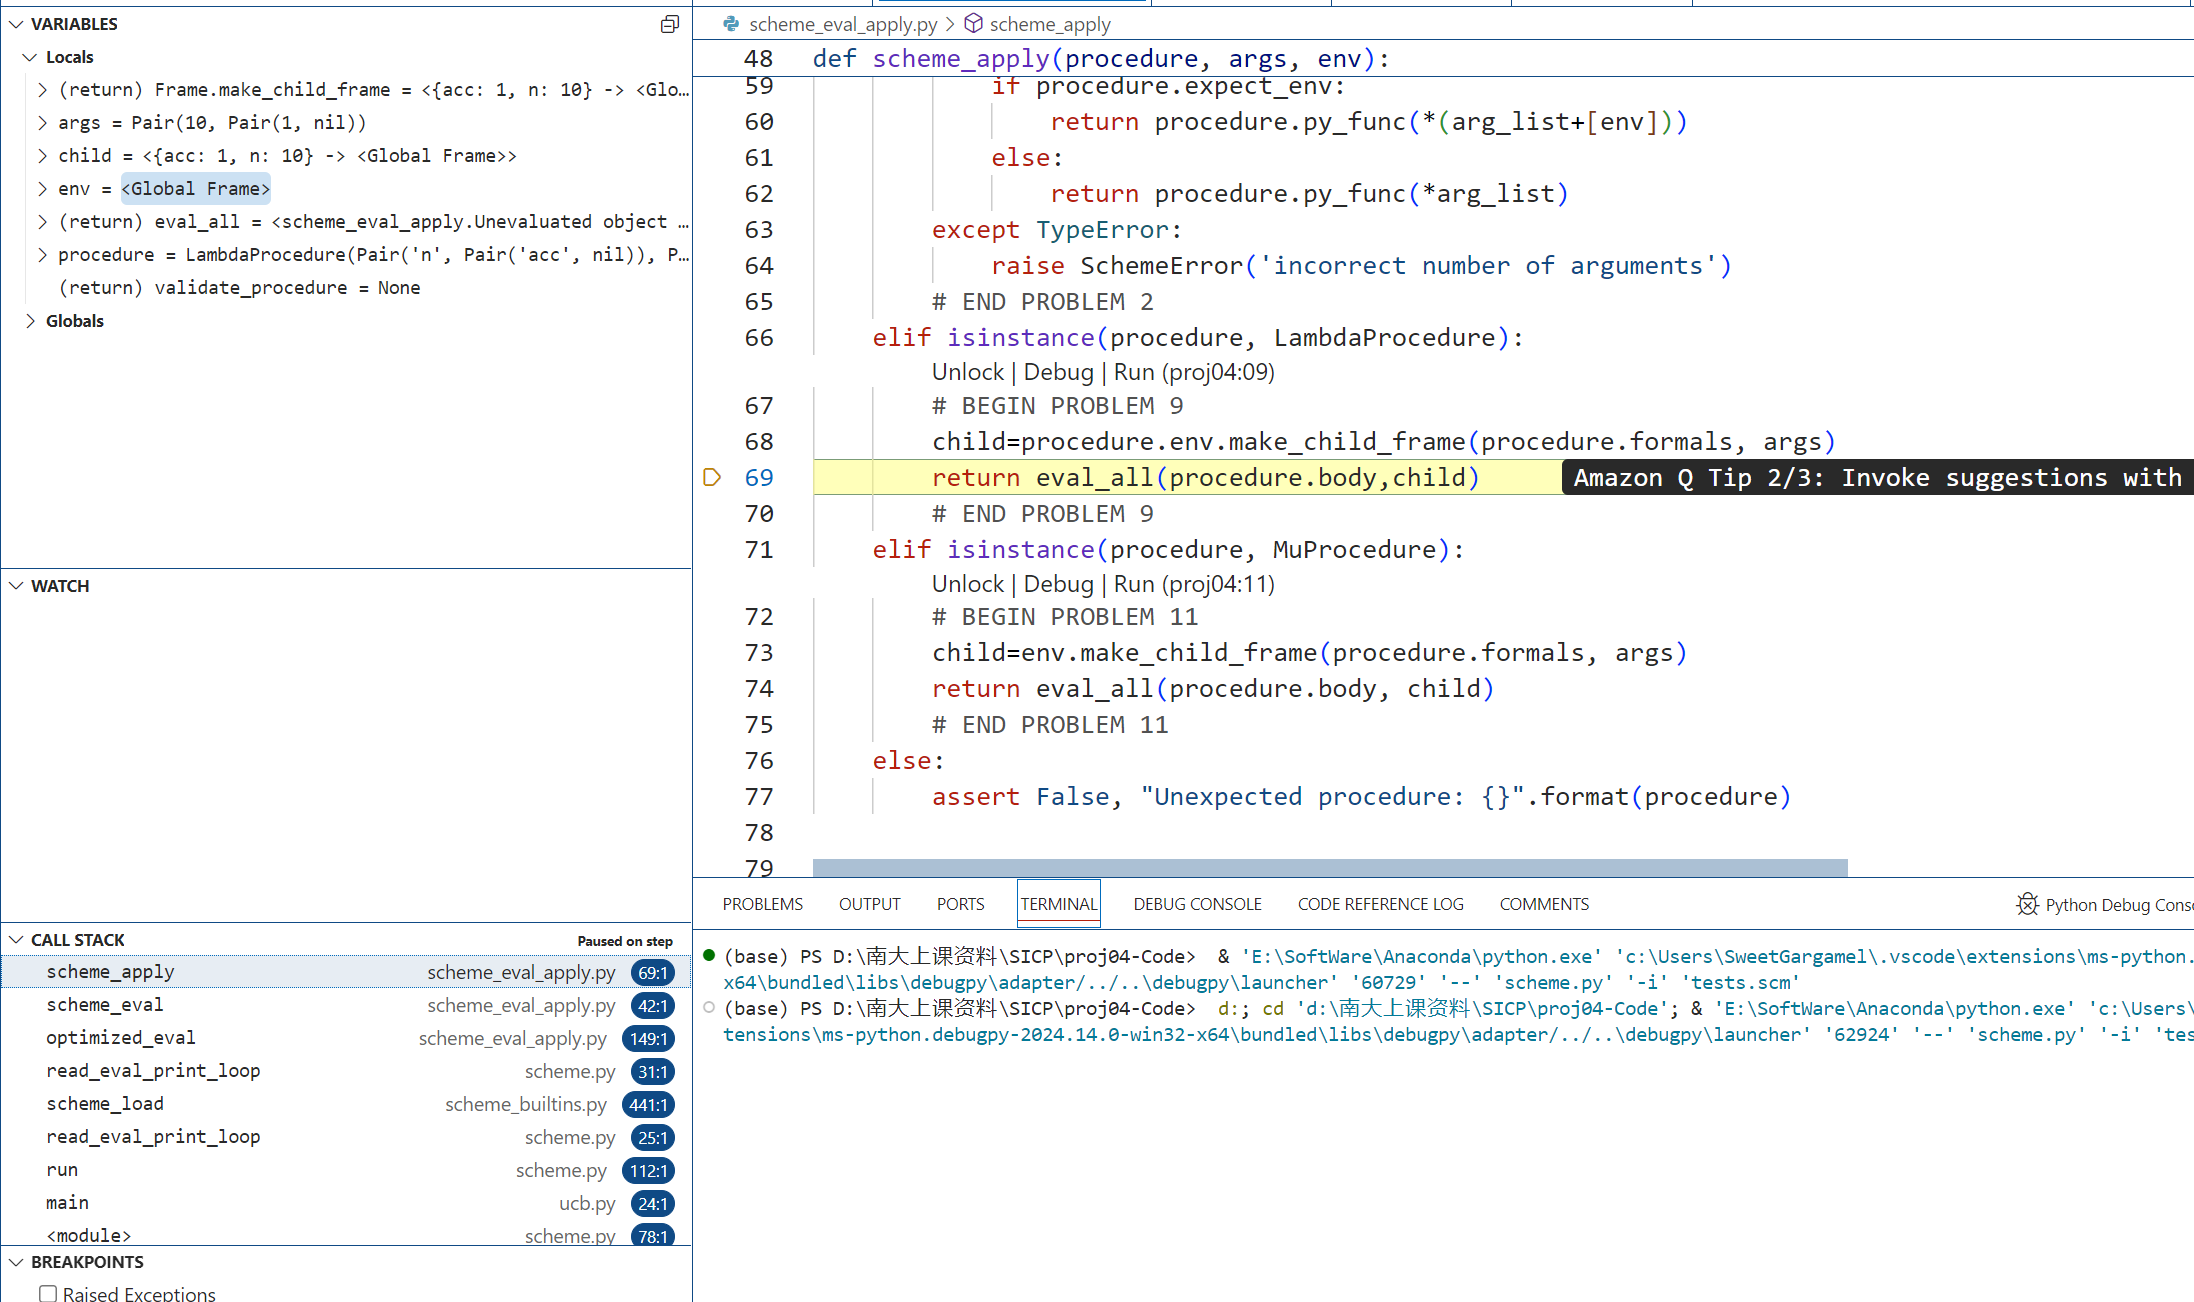 VARIABLES
Locals
(return) Frame.make_child_frame = <{acc: 1, n: 10} -> <Glo…
args = Pair(10, Pair(1, nil))
child = <{acc: 1, n: 10} -> <Global Frame>>
env = <Global Frame>
(return) eval_all = <scheme_eval_apply.Unevaluated object …
procedure = LambdaProcedure(Pair('n', Pair('acc', nil)), P…
(return) validate_procedure = None
Globals
WATCH
CALL STACK Paused on step
scheme_apply scheme_eval_apply.py 69:1
scheme_eval scheme_eval_apply.py 42:1
optimized_eval scheme_eval_apply.py 149:1
read_eval_print_loop scheme.py 31:1
scheme_load scheme_builtins.py 441:1
read_eval_print_loop scheme.py 25:1
run scheme.py 112:1
main ucb.py 24:1
<module> scheme.py 78:1
BREAKPOINTS
Raised Exceptions
scheme_eval_apply.py > scheme_apply
48 def scheme_apply(procedure, args, env):
59 if procedure.expect_env:
60 return procedure.py_func(*(arg_list+[env]))
61 else:
62 return procedure.py_func(*arg_list)
63 except TypeError:
64 raise SchemeError('incorrect number of arguments')
65 # END PROBLEM 2
66 elif isinstance(procedure, LambdaProcedure):
Unlock | Debug | Run (proj04:09)
67 # BEGIN PROBLEM 9
68 child=procedure.env.make_child_frame(procedure.formals, args)
69 return eval_all(procedure.body,child) Amazon Q Tip 2/3: Invoke suggestions with
70 # END PROBLEM 9
71 elif isinstance(procedure, MuProcedure):
Unlock | Debug | Run (proj04:11)
72 # BEGIN PROBLEM 11
73 child=env.make_child_frame(procedure.formals, args)
74 return eval_all(procedure.body, child)
75 # END PROBLEM 11
76 else:
77 assert False, "Unexpected procedure: {}".format(procedure)
78
79
PROBLEMS OUTPUT PORTS TERMINAL DEBUG CONSOLE CODE REFERENCE LOG COMMENTS Python Debug Conso
(base) PS D:\南大上课资料\SICP\proj04-Code> & 'E:\SoftWare\Anaconda\python.exe' 'c:\Users\SweetGargamel\.vscode\extensions\ms-python.
x64\bundled\libs\debugpy\adapter/../..\debugpy\launcher' '60729' '--' 'scheme.py' '-i' 'tests.scm'
(base) PS D:\南大上课资料\SICP\proj04-Code> d:; cd 'd:\南大上课资料\SICP\proj04-Code'; & 'E:\SoftWare\Anaconda\python.exe' 'c:\Users\
tensions\ms-python.debugpy-2024.14.0-win32-x64\bundled\libs\debugpy\adapter/../..\debugpy\launcher' '62924' '--' 'scheme.py' '-i' 'tes